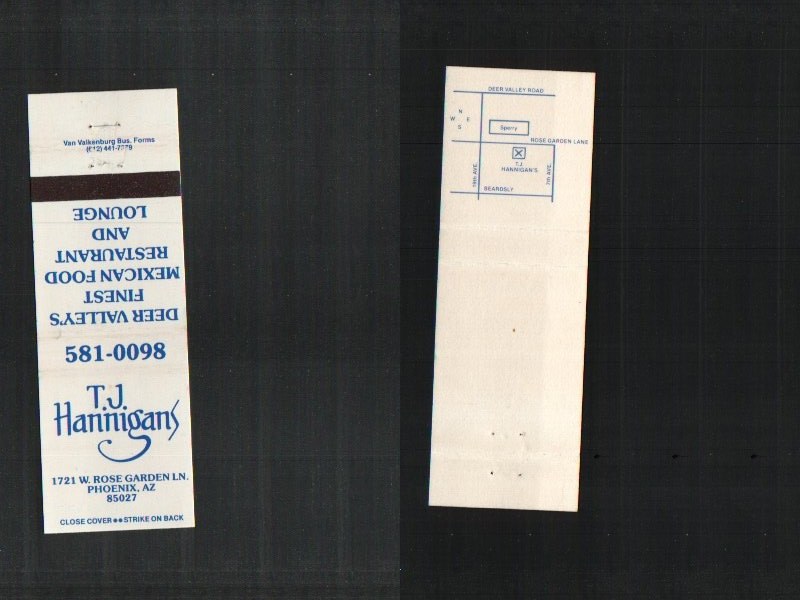 Van Valkenburg Bus. Forms
DEER VALLEY'S
FINEST
MEXICAN FOOD
RESTAURANT
AND
LOUNGE
581-0098
T.J.
Hannigans
1721 W. ROSE GARDEN LN.
PHOENIX, AZ
85027
CLOSE COVER●●STRIKE ON BACK
DEER VALLEY ROAD
N
W E
S
Sperry
ROSE GARDEN LANE
19th AVE.
T.J.
HANNIGAN'S
7th AVE.
BEARDSLY